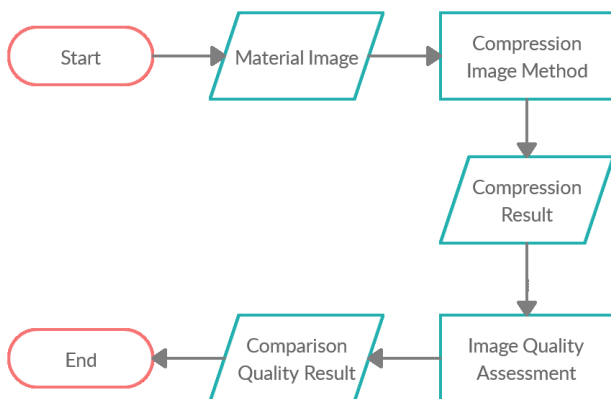 Start
Material Image
Compression
Image Method
Compression
Result
Image Quality
Assessment
Comparison
Quality Result
End